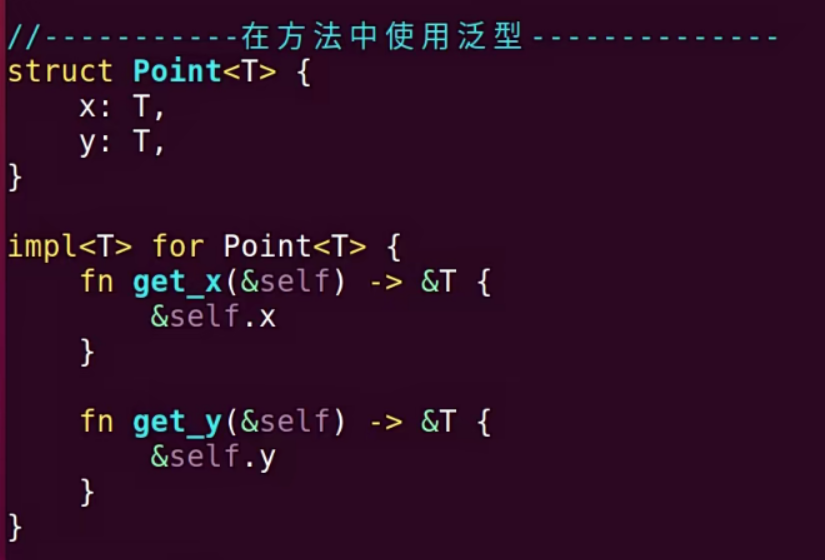 //-----------在方法中使用泛型--------------
struct Point<T> {
    x: T,
    y: T,
}
impl<T> for Point<T> {
    fn get_x(&self) -> &T {
        &self.x
    }
    fn get_y(&self) -> &T {
        &self.y
    }
}